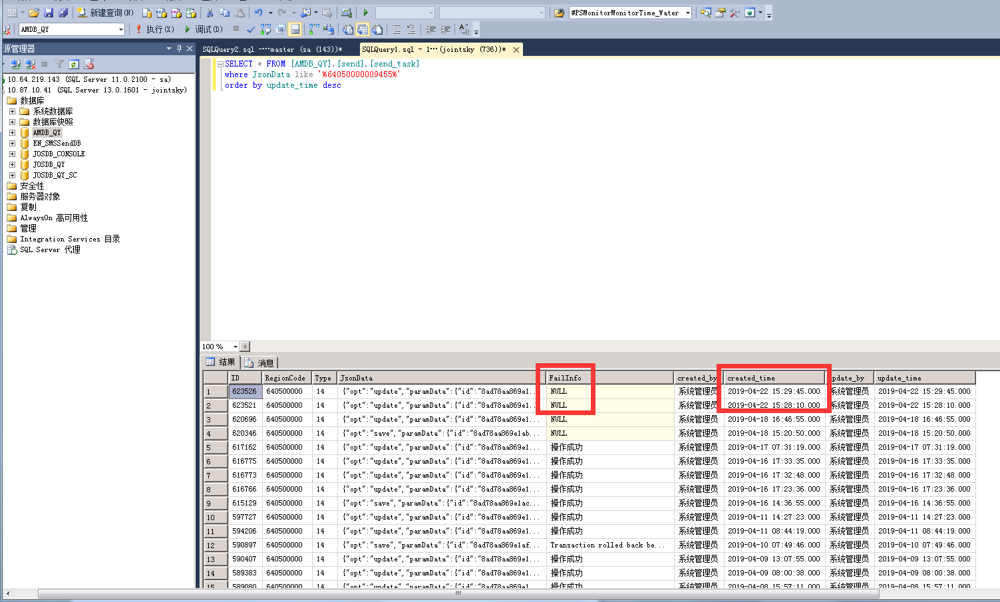 新建查询(N)
#PSMonitorMonitorTime_Water
AMDB_QY
执行(X)
调试(D)
源管理器
SQLQuery2.sql -···master (sa (143))*
SQLQuery1.sql - 1···(jointsky (736))*
10.64.219.143 (SQL Server 11.0.2100 - sa)
10.87.10.41 (SQL Server 13.0.1601 - jointsky)
数据库
系统数据库
数据库快照
AMDB_QY
EN_SMSSendDB
JOSDB_CONSOLE
JOSDB_QY
JOSDB_QY_SC
安全性
服务器对象
复制
AlwaysOn 高可用性
管理
Integration Services 目录
SQL Server 代理
SELECT * FROM [AMDB_QY].[send].[send_task]
where JsonData like '%64050000009455%'
order by update_time desc
100 %
结果 消息
ID RegionCode Type JsonData FailInfo created_by created_time update_by update_time
1 623526 640500000 14 {"opt":"update","paramData":{"id":"8ad78aa869e1... NULL 系统管理员 2019-04-22 15:29:45.000 系统管理员 2019-04-22 15:29:45.000
2 623521 640500000 14 {"opt":"update","paramData":{"id":"8ad78aa869e1... NULL 系统管理员 2019-04-22 15:28:10.000 系统管理员 2019-04-22 15:28:10.000
3 620696 640500000 14 {"opt":"update","paramData":{"id":"8ad78aa869e1... NULL 系统管理员 2019-04-18 16:46:55.000 系统管理员 2019-04-18 16:46:55.000
4 620346 640500000 14 {"opt":"save","paramData":{"id":"8ad78aa869e1ab... NULL 系统管理员 2019-04-18 15:20:50.000 系统管理员 2019-04-18 15:20:50.000
5 617162 640500000 14 {"opt":"update","paramData":{"id":"8ad78aa869e1... 操作成功 系统管理员 2019-04-17 07:31:19.000 系统管理员 2019-04-17 07:31:19.000
6 616775 640500000 14 {"opt":"update","paramData":{"id":"8ad78aa869e1... 操作成功 系统管理员 2019-04-16 17:33:35.000 系统管理员 2019-04-16 17:33:35.000
7 616773 640500000 14 {"opt":"update","paramData":{"id":"8ad78aa869e1... 操作成功 系统管理员 2019-04-16 17:32:48.000 系统管理员 2019-04-16 17:32:48.000
8 616766 640500000 14 {"opt":"update","paramData":{"id":"8ad78aa869e1... 操作成功 系统管理员 2019-04-16 17:23:36.000 系统管理员 2019-04-16 17:23:36.000
9 615129 640500000 14 {"opt":"save","paramData":{"id":"8ad78aa869e1ac... 操作成功 系统管理员 2019-04-16 14:36:55.000 系统管理员 2019-04-16 14:36:55.000
10 597727 640500000 14 {"opt":"update","paramData":{"id":"8ad78aa869e1... 操作成功 系统管理员 2019-04-11 14:27:23.000 系统管理员 2019-04-11 14:27:23.000
11 594206 640500000 14 {"opt":"update","paramData":{"id":"8ad78aa869e1... 操作成功 系统管理员 2019-04-11 08:44:19.000 系统管理员 2019-04-11 08:44:19.000
12 590897 640500000 14 {"opt":"save","paramData":{"id":"8ad78aa869e1af... Transaction rolled back be... 系统管理员 2019-04-10 07:49:46.000 系统管理员 2019-04-10 07:49:46.000
13 590407 640500000 14 {"opt":"update","paramData":{"id":"8ad78aa869e1... 操作成功 系统管理员 2019-04-09 13:07:55.000 系统管理员 2019-04-09 13:07:55.000
14 589383 640500000 14 {"opt":"update","paramData":{"id":"8ad78aa869e1... 操作成功 系统管理员 2019-04-09 08:00:38.000 系统管理员 2019-04-09 08:00:38.000
15 589080 640500000 14 {"opt":"update","paramData":{"id":"8ad78aa869e1... 操作成功 系统管理员 2019-04-08 15:57:11.000 系统管理员 2019-04-08 15:57:11.000